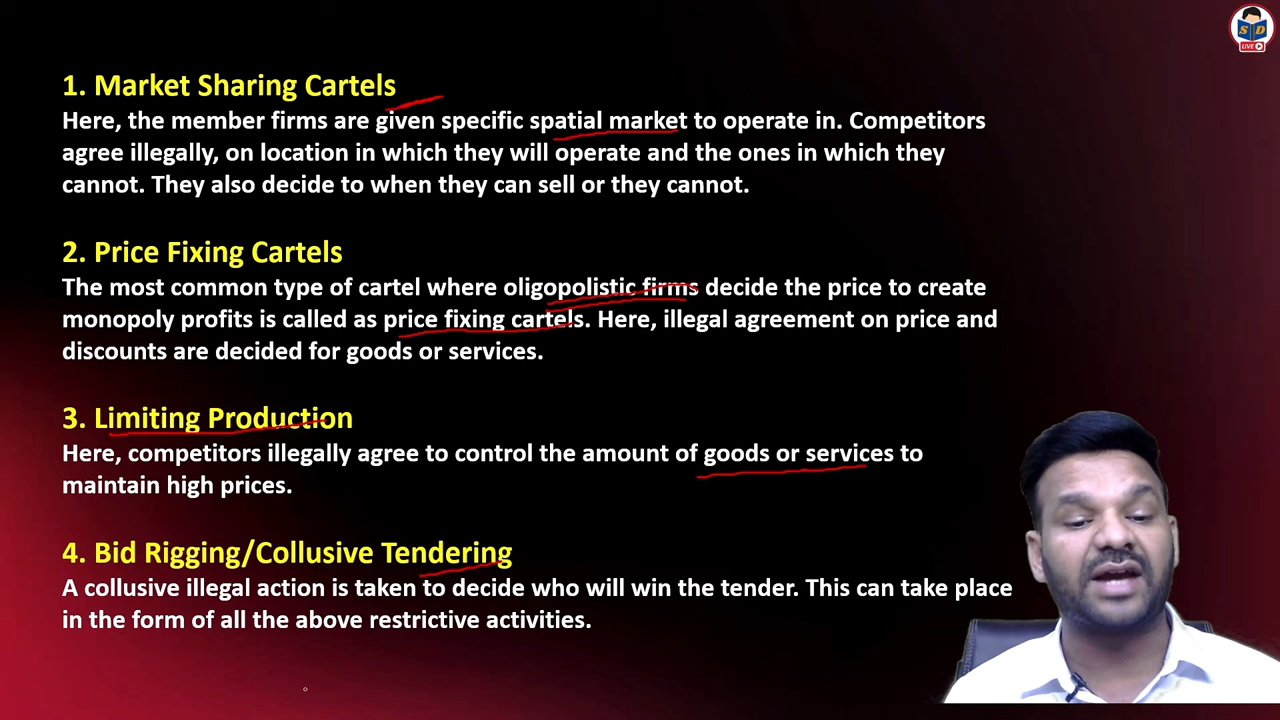 S D
LIVE
1. Market Sharing Cartels
Here, the member firms are given specific spatial market to operate in. Competitors
agree illegally, on location in which they will operate and the ones in which they
cannot. They also decide to when they can sell or they cannot.
2. Price Fixing Cartels
The most common type of cartel where oligopolistic firms decide the price to create
monopoly profits is called as price fixing cartels. Here, illegal agreement on price and
discounts are decided for goods or services.
3. Limiting Production
Here, competitors illegally agree to control the amount of goods or services to
maintain high prices.
4. Bid Rigging/Collusive Tendering
A collusive illegal action is taken to decide who will win the tender. This can take place
in the form of all the above restrictive activities.